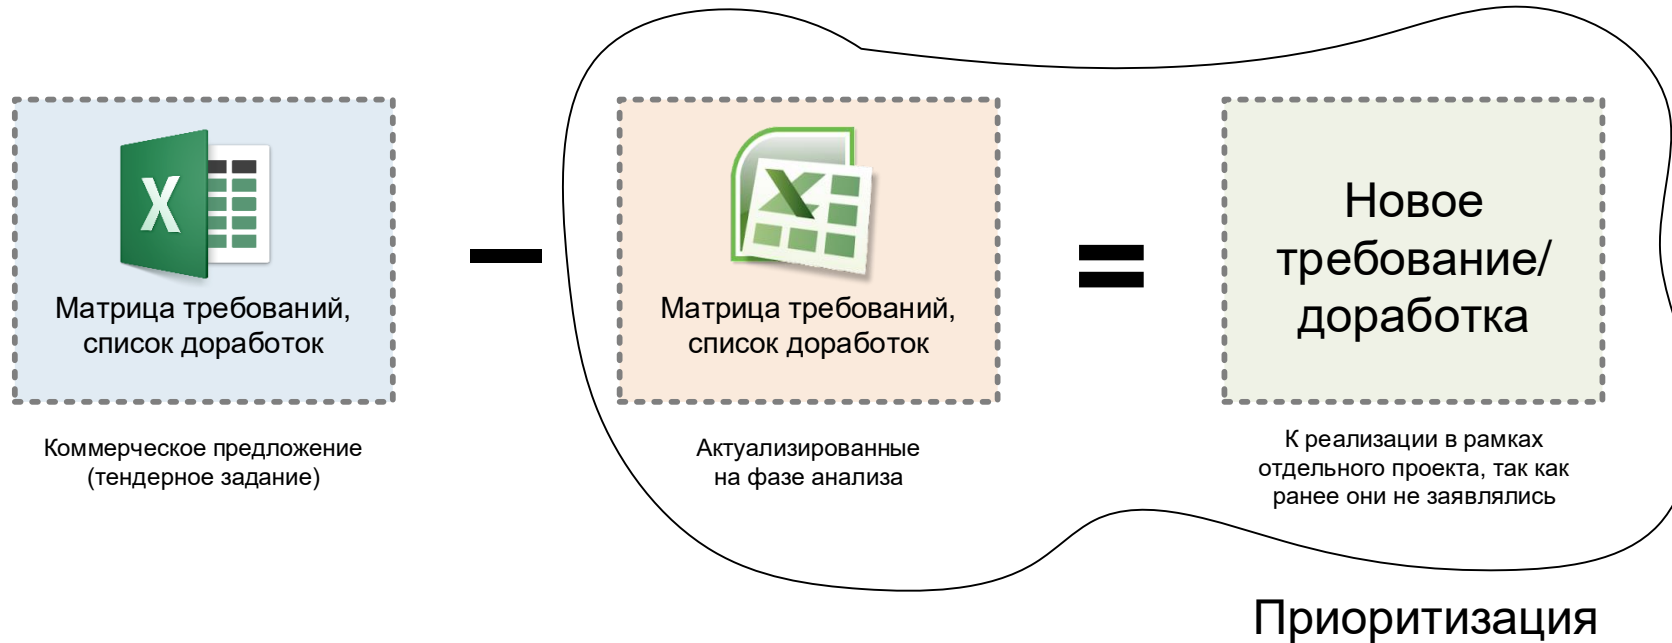 X
Матрица требований,
список доработок
Коммерческое предложение
(тендерное задание)
—
X
Матрица требований,
список доработок
Актуализированные
на фазе анализа
=
Новое
требование/
доработка
К реализации в рамках
отдельного проекта, так как
ранее они не заявлялись
Приоритизация